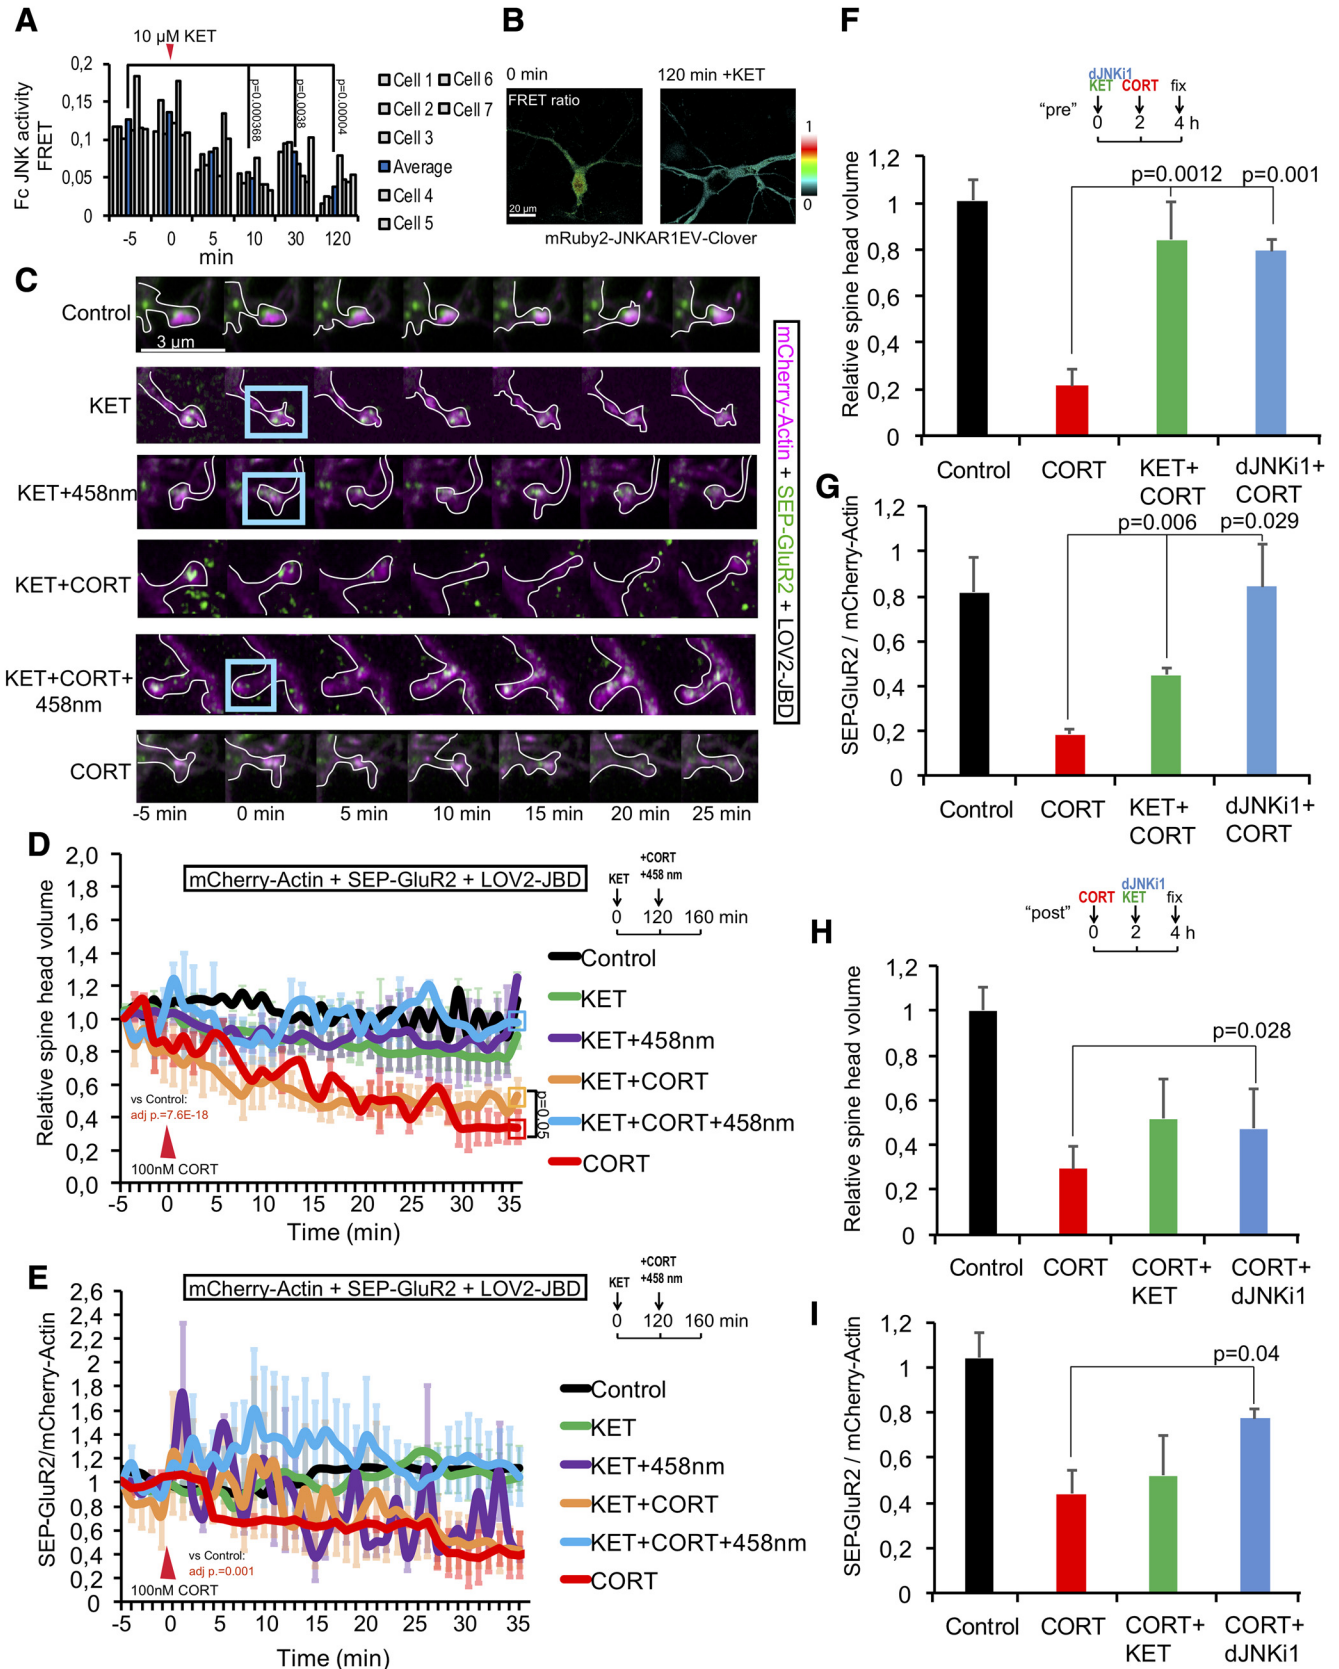 A
10 µM KET
Fc JNK activity
FRET
0,2
0,15
0,1
0,05
0
p=0.000368
p=0.0038
p=0.00004
-5 0 5 10 30 120
min
Cell 1 Cell 6
Cell 2 Cell 7
Cell 3
Average
Cell 4
Cell 5
B
0 min
120 min +KET
FRET ratio
20 µm
1
0
mRuby2-JNKAR1EV-Clover
C
Control
3 µm
KET
KET+458nm
KET+CORT
KET+CORT+
458nm
CORT
-5 min 0 min 5 min 10 min 15 min 20 min 25 min
mCherry-Actin + SEP-GluR2 + LOV2-JBD
D
mCherry-Actin + SEP-GluR2 + LOV2-JBD
Relative spine head volume
2,0
1,8
1,6
1,4
1,2
1,0
0,8
0,6
0,4
0,2
0,0
vs Control:
adj p.=7.6E-18
100nM CORT
p=0.05
-5 0 5 10 15 20 25 30 35
Time (min)
+CORT
KET +458 nm
0 120 160 min
Control
KET
KET+458nm
KET+CORT
KET+CORT+458nm
CORT
E
mCherry-Actin + SEP-GluR2 + LOV2-JBD
SEP-GluR2/mCherry-Actin
2,6
2,4
2,2
2
1,8
1,6
1,4
1,2
1
0,8
0,6
0,4
0,2
0
vs Control:
adj p.=0.001
100nM CORT
-5 0 5 10 15 20 25 30 35
Time (min)
+CORT
KET +458 nm
0 120 160 min
Control
KET
KET+458nm
KET+CORT
KET+CORT+458nm
CORT
F
dJNKi1
KET CORT fix
“pre”
0 2 4 h
Relative spine head volume
1,2
1
0,8
0,6
0,4
0,2
0
p=0.0012 p=0.001
Control CORT KET+ dJNKi1+
CORT CORT
G
SEP-GluR2 / mCherry-Actin
1,2
1
0,8
0,6
0,4
0,2
0
p=0.006 p=0.029
Control CORT KET+ dJNKi1+
CORT CORT
H
dJNKi1
CORT KET fix
“post”
0 2 4 h
Relative spine head volume
1,2
1
0,8
0,6
0,4
0,2
0
p=0.028
Control CORT CORT+ CORT+
KET dJNKi1
I
SEP-GluR2 / mCherry-Actin
1,2
1
0,8
0,6
0,4
0,2
0
p=0.04
Control CORT CORT+ CORT+
KET dJNKi1